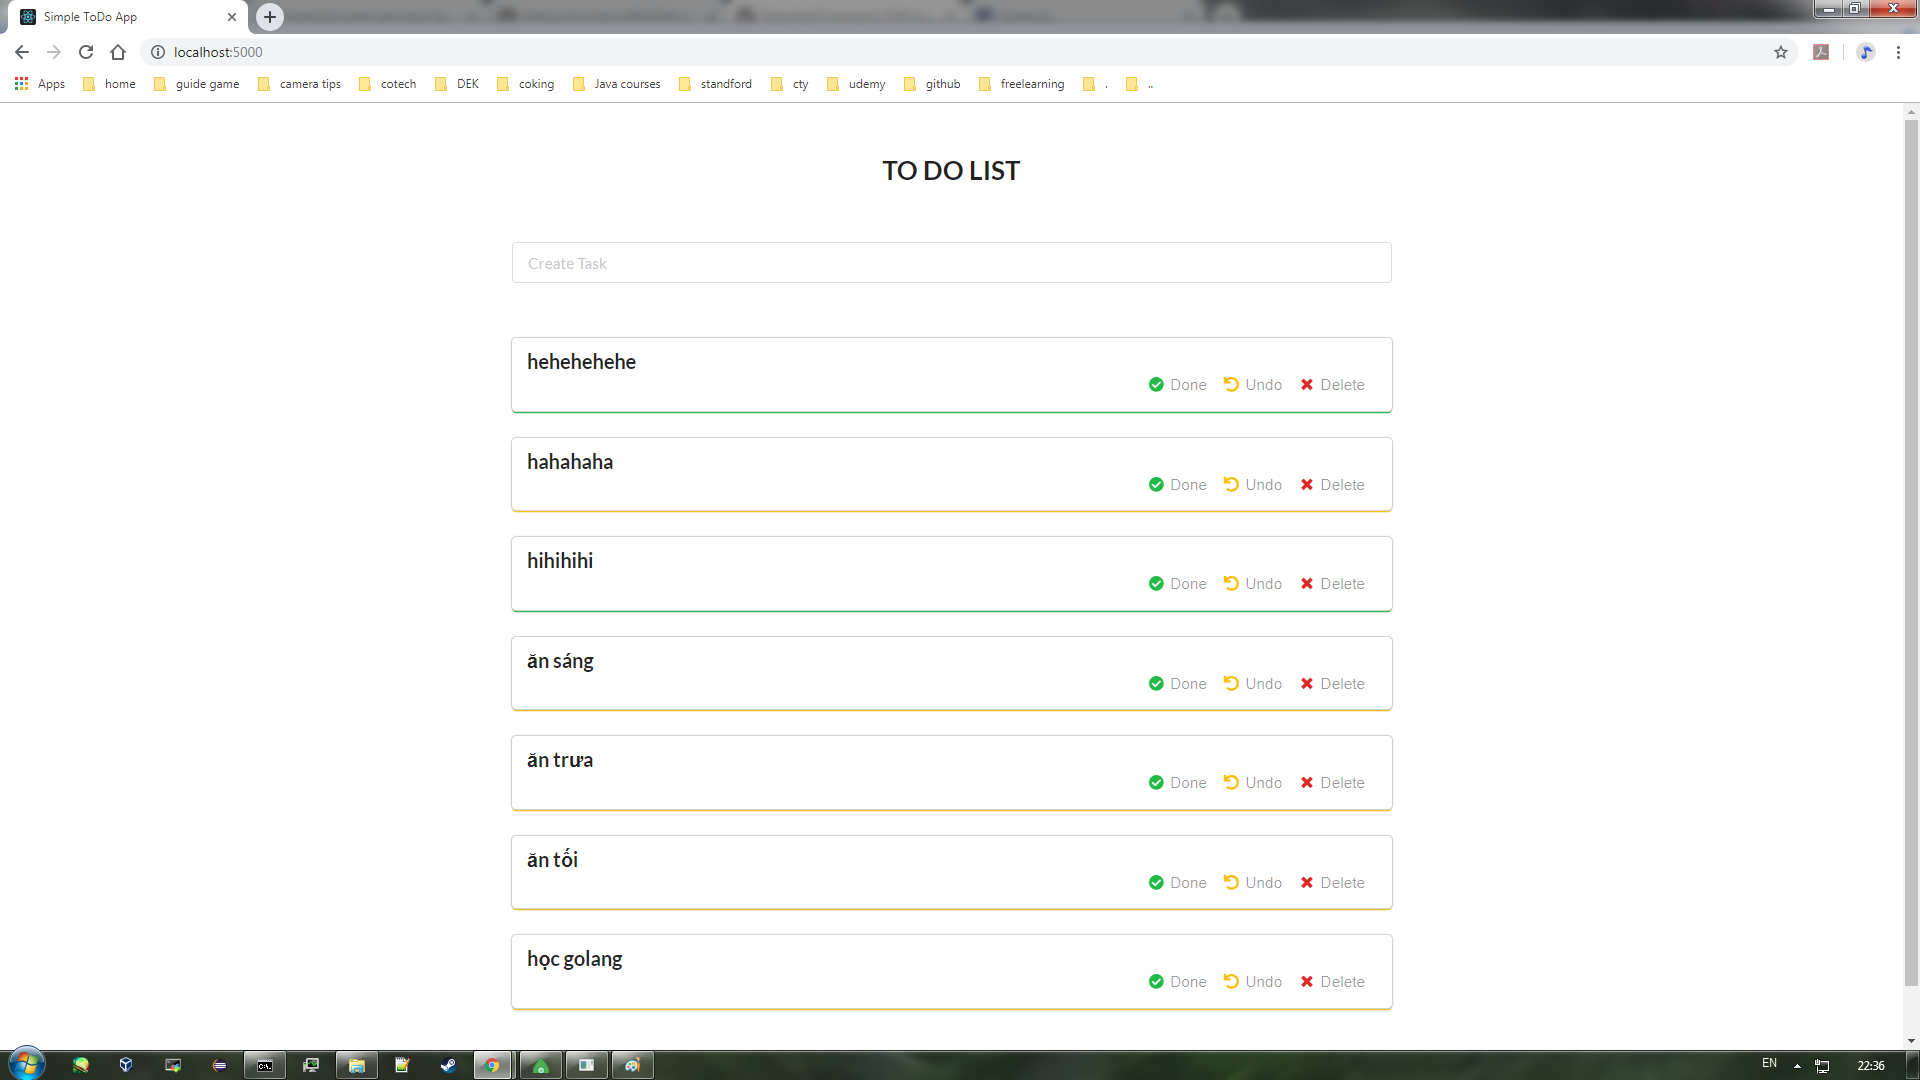 Simple ToDo App
localhost:5000
Apps home guide game camera tips cotech DEK coking Java courses standford cty udemy github freelearning . ..
TO DO LIST
Create Task
hehehehehe
Done Undo Delete
hahahaha
Done Undo Delete
hihihihi
Done Undo Delete
ăn sáng
Done Undo Delete
ăn trưa
Done Undo Delete
ăn tối
Done Undo Delete
học golang
Done Undo Delete
EN 22:36